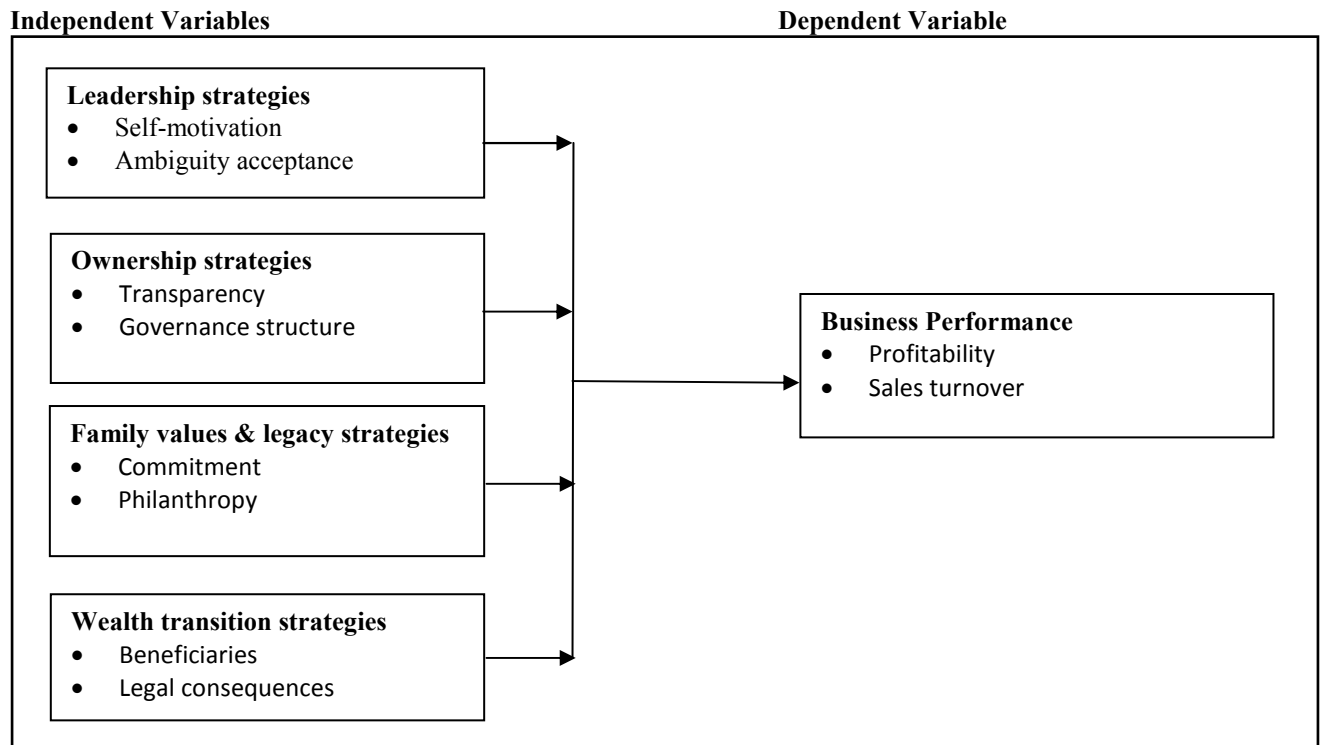 Independent Variables
Dependent Variable
Leadership strategies
• Self-motivation
• Ambiguity acceptance
Ownership strategies
• Transparency
• Governance structure
Family values & legacy strategies
• Commitment
• Philanthropy
Wealth transition strategies
• Beneficiaries
• Legal consequences
Business Performance
• Profitability
• Sales turnover